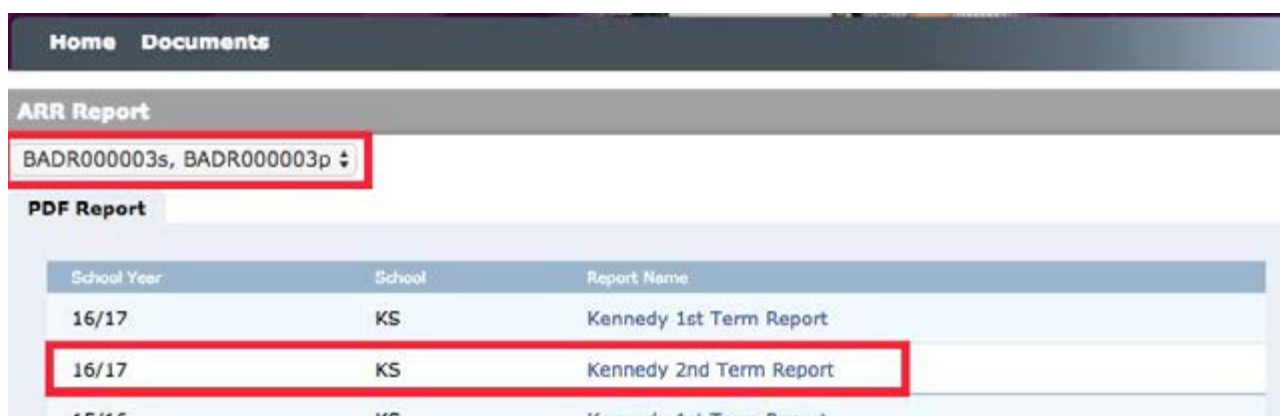 Home Documents
ARR Report
BADR000003s, BADR000003p
PDF Report
School Year School Report Name
16/17 KS Kennedy 1st Term Report
16/17 KS Kennedy 2nd Term Report